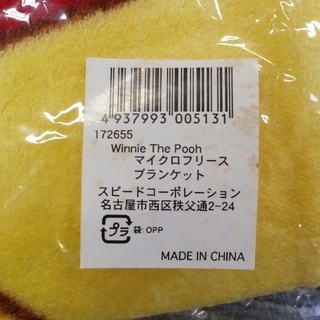 4 937993 005131
172655
Winnie The Pooh
マイクロフリース
ブランケット
スピードコーポレーション
名古屋市西区秩父通2-24
プラ 袋: OPP
MADE IN CHINA